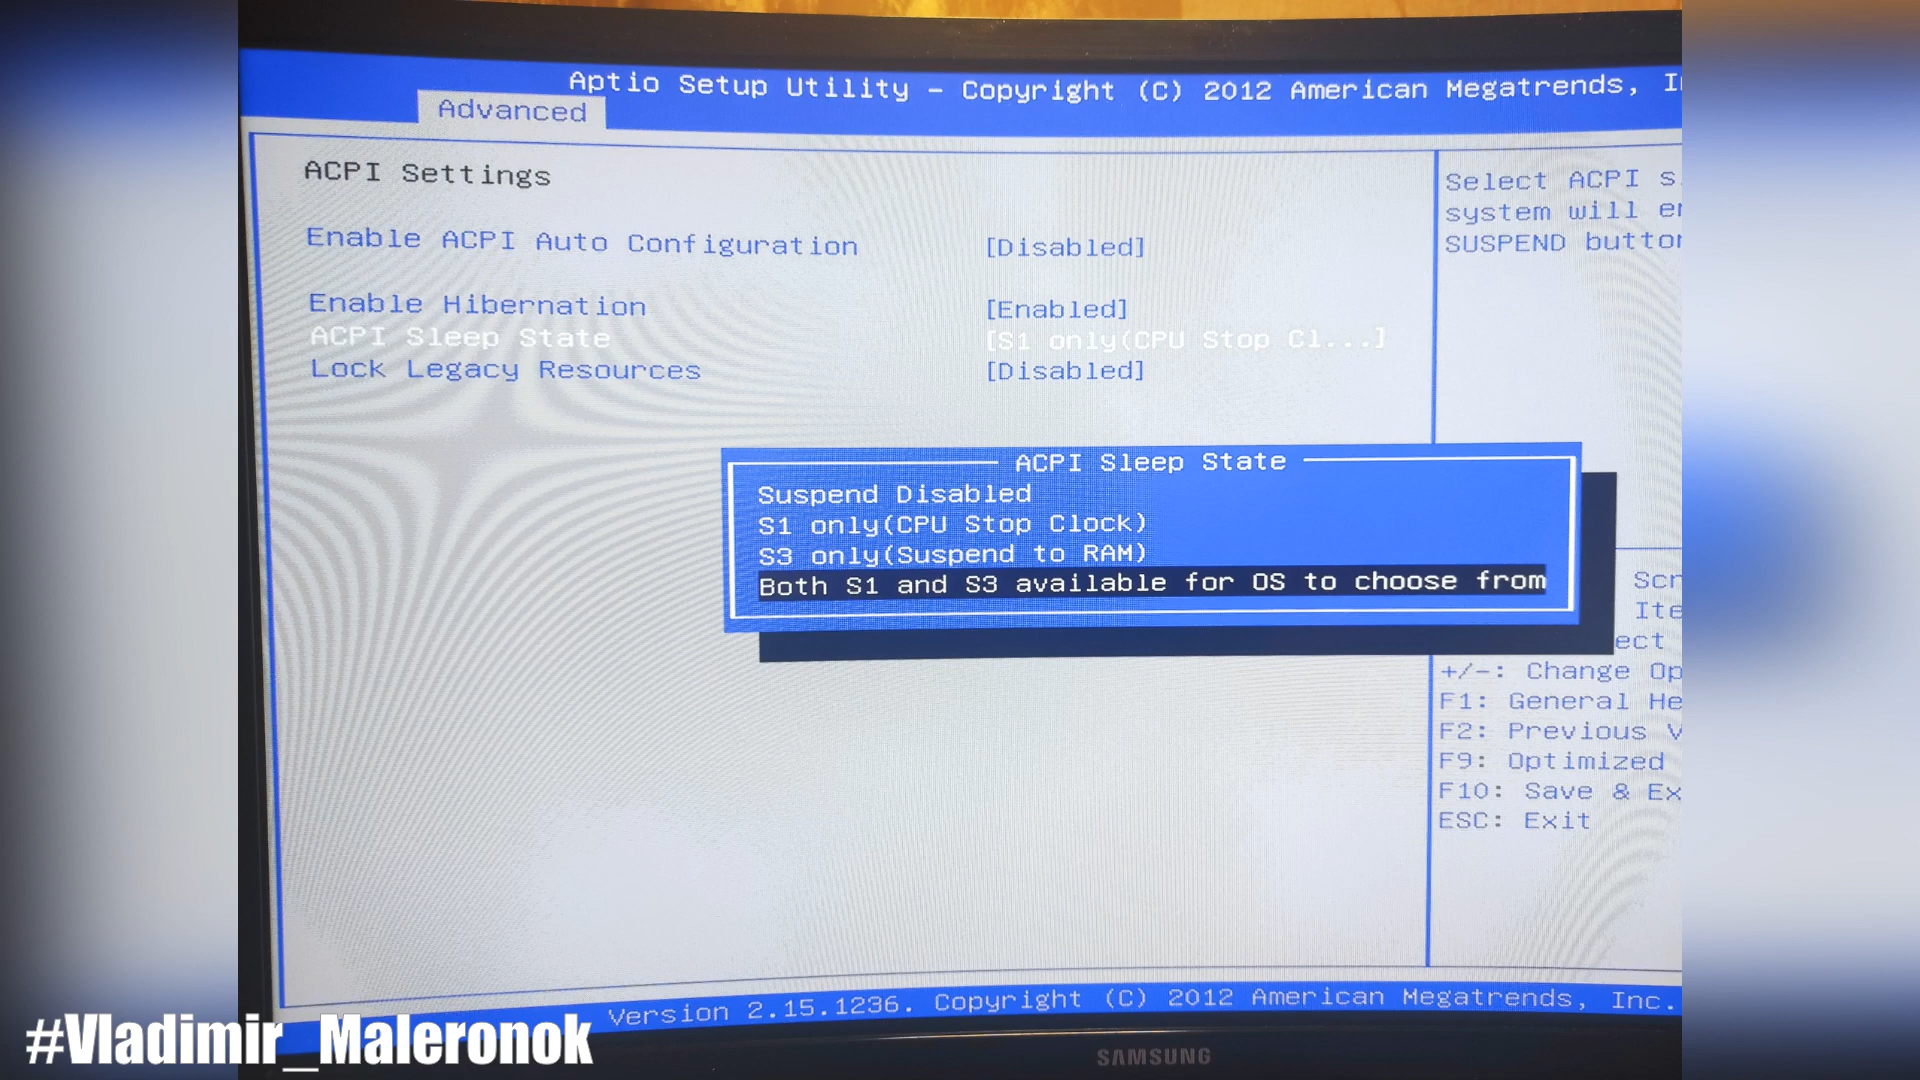 Aptio Setup Utility - Copyright (C) 2012 American Megatrends,
Advanced
ACPI Settings
Enable ACPI Auto Configuration [Disabled]
Enable Hibernation [Enabled]
ACPI Sleep State [S1 only(CPU Stop Cl...]
Lock Legacy Resources [Disabled]
Select ACPI
system will
SUSPEND
ACPI Sleep State
Suspend Disabled
S1 only(CPU Stop Clock)
S3 only(Suspend to RAM)
Both S1 and S3 available for OS to choose from
+/-: Change
F1: General
F2: Previous
F9: Optimized
F10: Save &
ESC: Exit
Version 2.15.1236. Copyright (C) 2012 American Megatrends, Inc.
SAMSUNG
#Vladimir_Maleronok